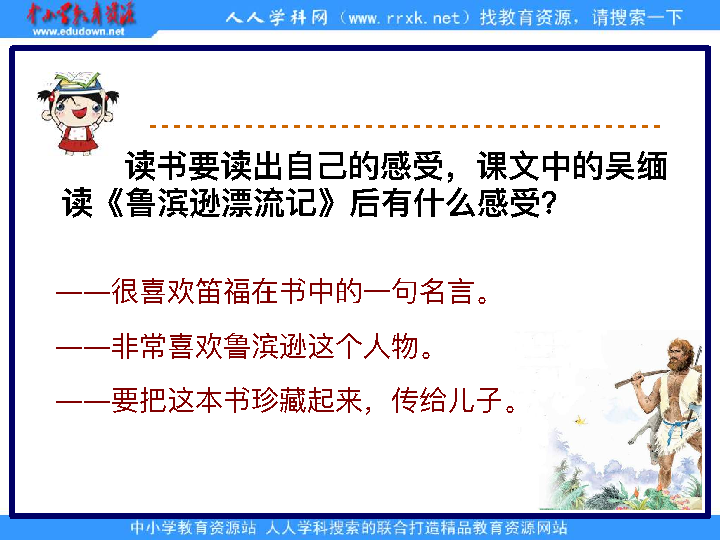 中小学教育资源
www.edudown.net
人人学科网（www.rrxk.net）找教育资源，请搜索一下
读书要读出自己的感受，课文中的吴缅
读《鲁滨逊漂流记》后有什么感受?
——很喜欢笛福在书中的一句名言。
——非常喜欢鲁滨逊这个人物。
——要把这本书珍藏起来，传给儿子。
中小学教育资源站 人人学科搜索的联合打造精品教育资源网站